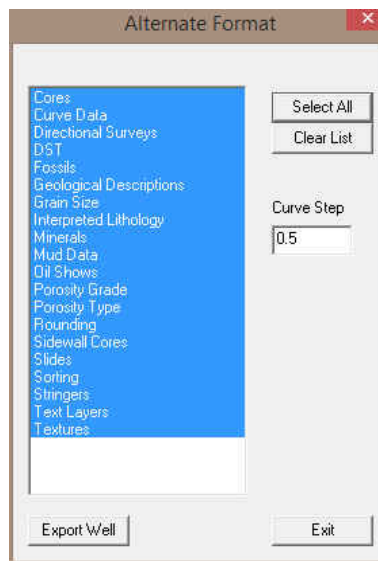 Alternate Format
Cores
Curve Data
Directional Surveys
DST
Fossils
Geological Descriptions
Grain Size
Interpreted Lithology
Minerals
Mud Data
Oil Shows
Porosity Grade
Porosity Type
Rounding
Sidewall Cores
Slides
Sorting
Stringers
Text Layers
Textures
Select All
Clear List
Curve Step
0.5
Export Well
Exit